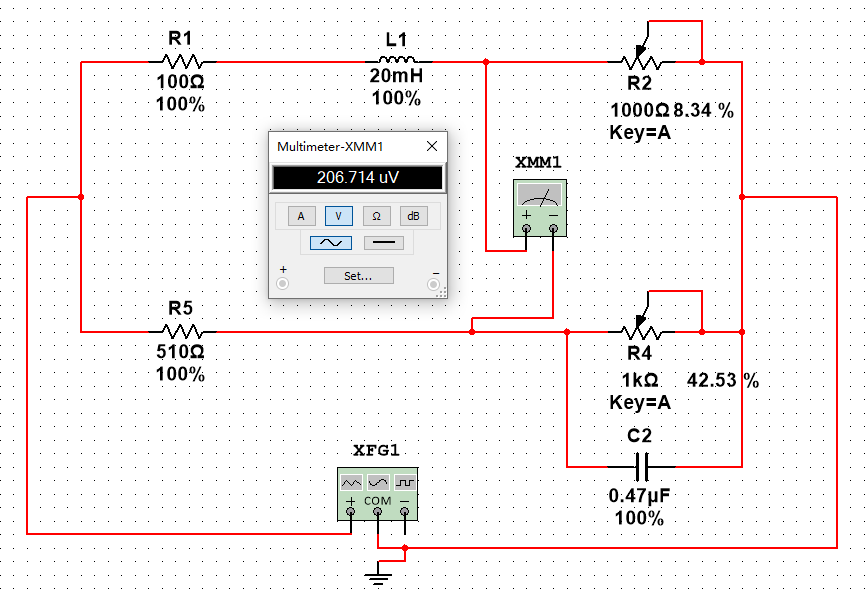 R1
100Ω
100%
L1
20mH
100%
R2
1000Ω 8.34 %
Key=A
Multimeter-XMM1
206.714 uV
A V Ω dB
Set...
+ −
XMM1
+ −
R5
510Ω
100%
R4
1kΩ 42.53 %
Key=A
C2
0.47µF
100%
XFG1
+ COM −